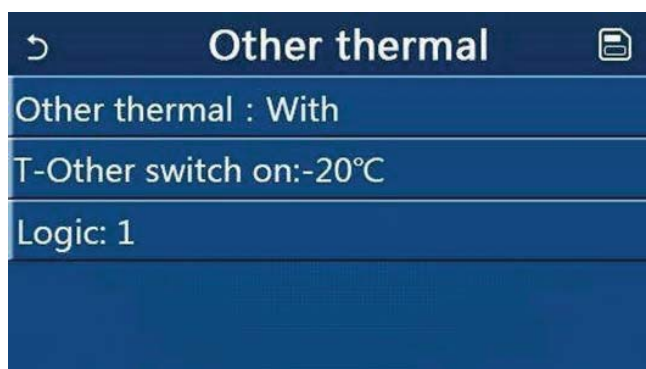 Other thermal
Other thermal : With
T-Other switch on:-20℃
Logic: 1